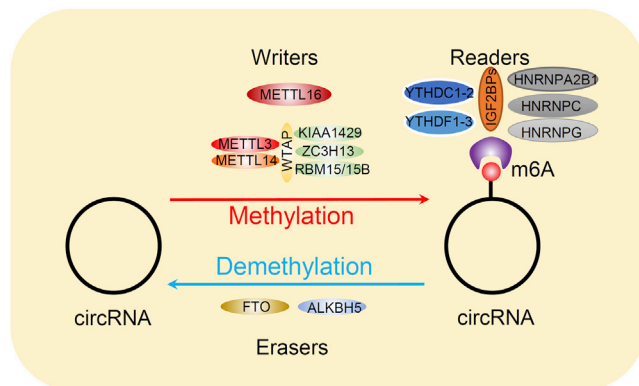 Writers
Readers
METTL16
METTL3
METTL14
WTAP
KIAA1429
ZC3H13
RBM15/15B
YTHDC1-2
YTHDF1-3
IGF2BPs
HNRNPA2B1
HNRNPC
HNRNPG
m6A
Methylation
Demethylation
circRNA
circRNA
FTO
ALKBH5
Erasers